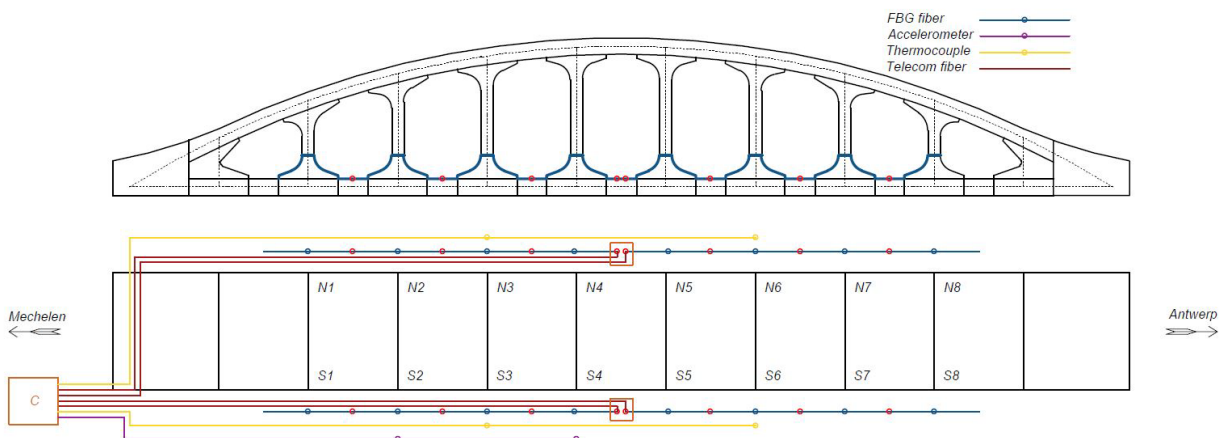 FBG fiber
Accelerometer
Thermocouple
Telecom fiber
N1 N2 N3 N4 N5 N6 N7 N8
Mechelen
Antwerp
S1 S2 S3 S4 S5 S6 S7 S8
C